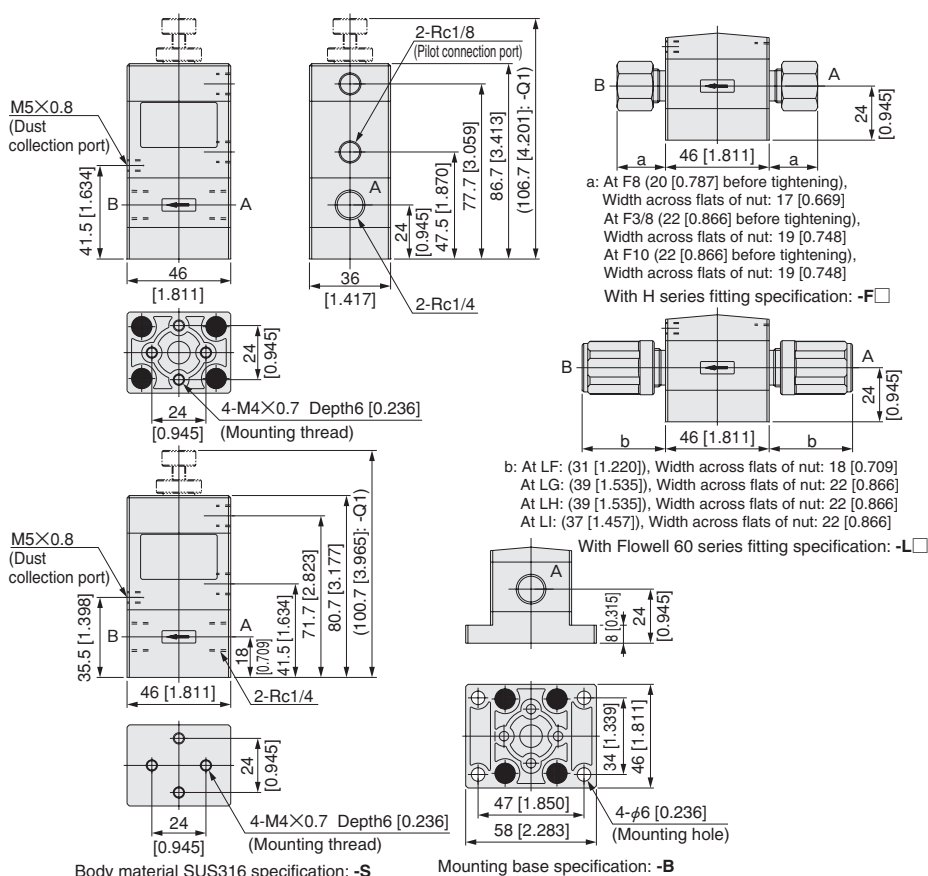 2-Rc1/8
(Pilot connection port)
M5×0.8
(Dust
collection port)
41.5 [1.634]
B
A
46
[1.811]
A
24
[0.945]
47.5 [1.870]
77.7 [3.059]
86.7 [3.413]
(106.7 [4.201]: -Q1)
36
[1.417]
2-Rc1/4
24
[0.945]
24
[0.945]
4-M4×0.7 Depth6 [0.236]
(Mounting thread)
B
A
24
[0.945]
a
46 [1.811]
a
a: At F8 (20 [0.787] before tightening),
Width across flats of nut: 17 [0.669]
At F3/8 (22 [0.866] before tightening),
Width across flats of nut: 19 [0.748]
At F10 (22 [0.866] before tightening),
Width across flats of nut: 19 [0.748]
With H series fitting specification: -F□
B
A
24
[0.945]
b
46 [1.811]
b
b: At LF: (31 [1.220]), Width across flats of nut: 18 [0.709]
At LG: (39 [1.535]), Width across flats of nut: 22 [0.866]
At LH: (39 [1.535]), Width across flats of nut: 22 [0.866]
At LI: (37 [1.457]), Width across flats of nut: 22 [0.866]
With Flowell 60 series fitting specification: -L□
M5×0.8
(Dust
collection port)
35.5 [1.398]
B
A
18
[0.709]
41.5 [1.634]
71.7 [2.823]
80.7 [3.177]
(100.7 [3.965]: -Q1)
46 [1.811]
2-Rc1/4
24
[0.945]
24
[0.945]
4-M4×0.7 Depth6 [0.236]
(Mounting thread)
Body material SUS316 specification: -S
A
8 [0.315]
24
[0.945]
34 [1.339]
46 [1.811]
47 [1.850]
58 [2.283]
4-ϕ6 [0.236]
(Mounting hole)
Mounting base specification: -B